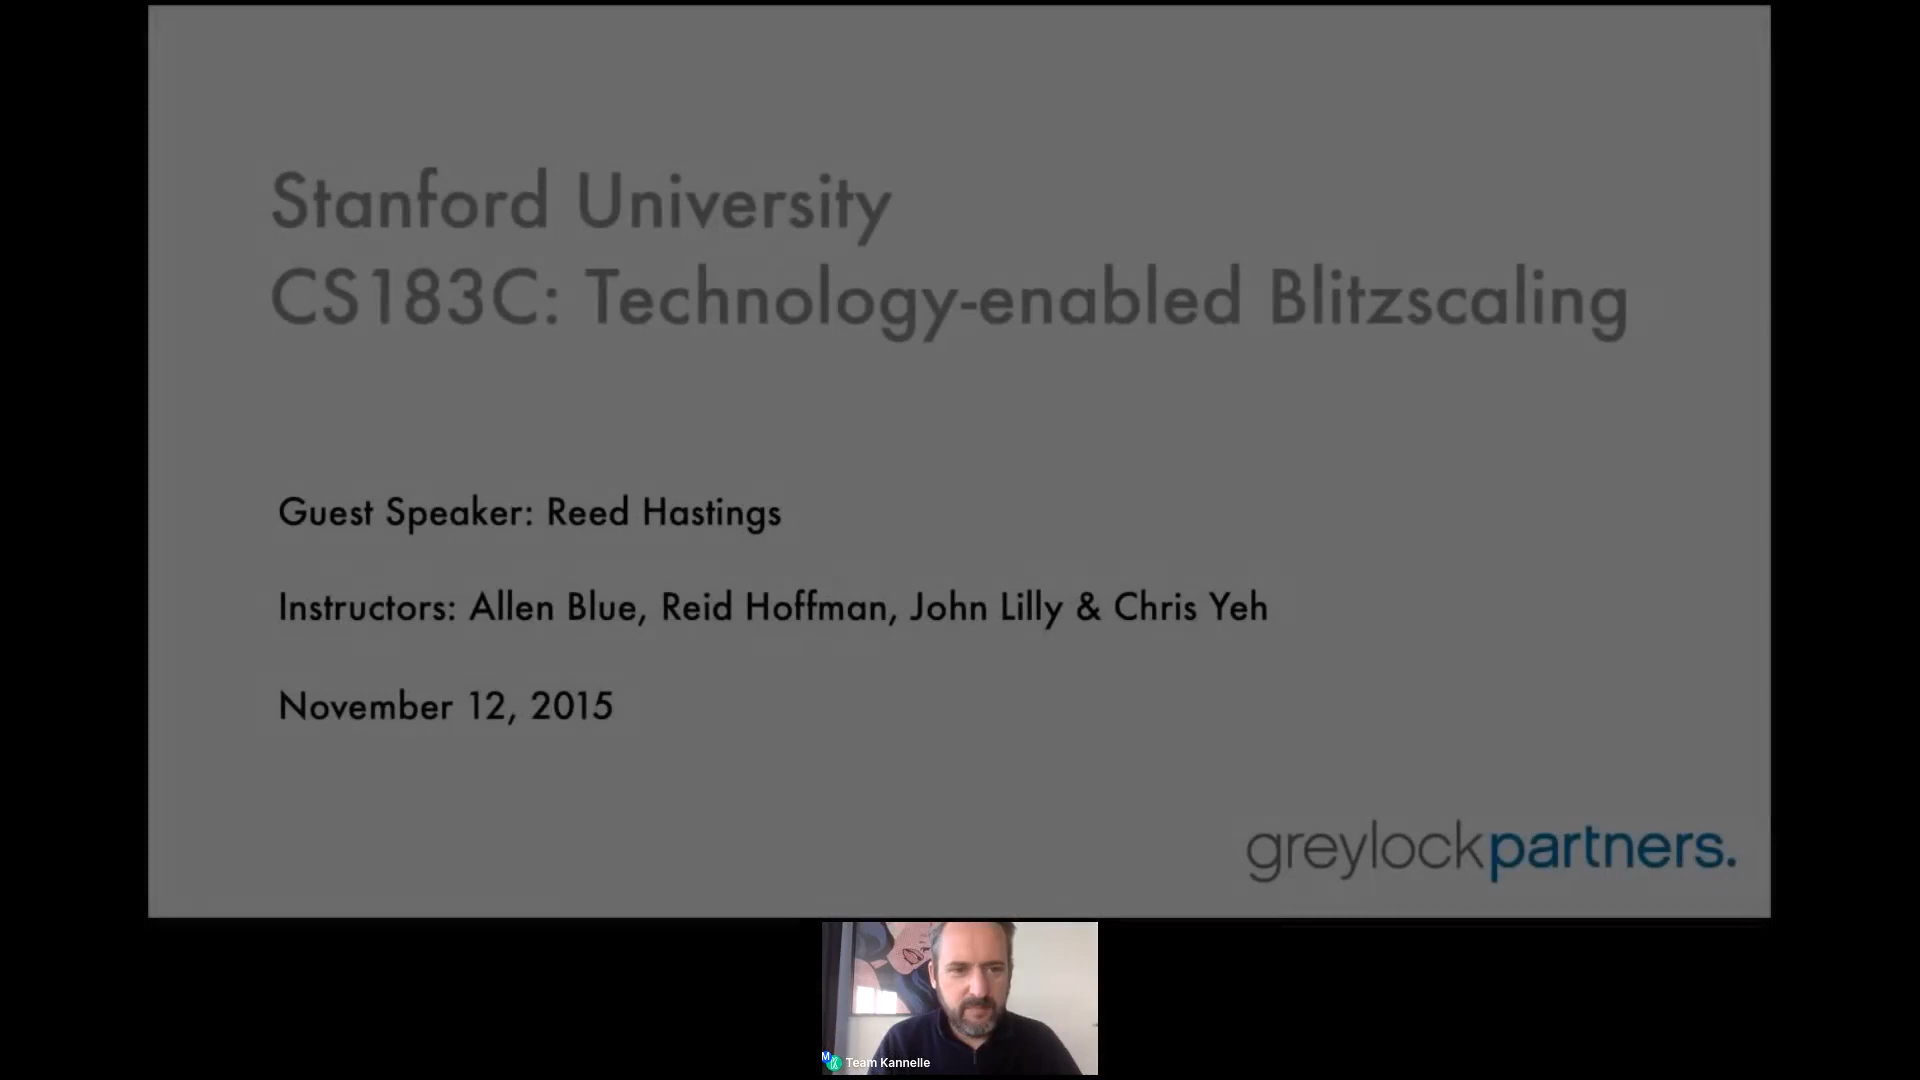 Stanford University
CS183C: Technology-enabled Blitzscaling
Guest Speaker: Reed Hastings
Instructors: Allen Blue, Reid Hoffman, John Lilly & Chris Yeh
November 12, 2015
greylockpartners.
M
Team Kannelle